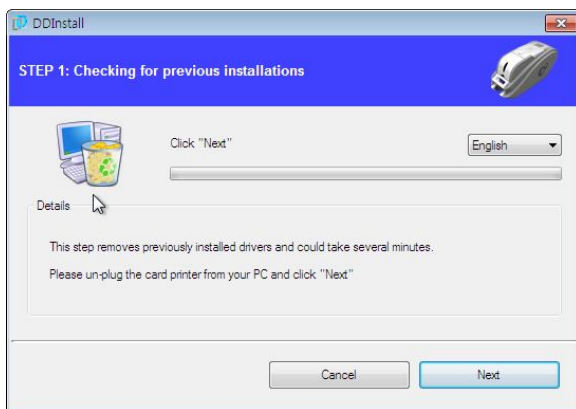 DDInstall
STEP 1: Checking for previous installations
Click "Next"
English
Details
This step removes previously installed drivers and could take several minutes.
Please un-plug the card printer from your PC and click "Next"
Cancel
Next